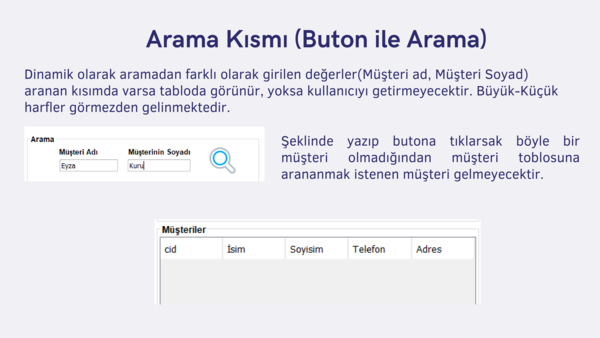 Arama Kısmı (Buton ile Arama)
Dinamik olarak aramadan farklı olarak girilen değerler(Müşteri ad, Müşteri Soyad)
aranan kısımda varsa tabloda görünür, yoksa kullanıcıyı getirmeyecektir. Büyük-Küçük
harfler görmezden gelinmektedir.
Arama
Müşteri Adı Müşterinin Soyadı
Eyza Kuru
Şeklinde yazıp butona tıklarsak böyle bir
müşteri olmadığından müşteri toblosuna
arananmak istenen müşteri gelmeyecektir.
Müşteriler
cid İsim Soyisim Telefon Adres